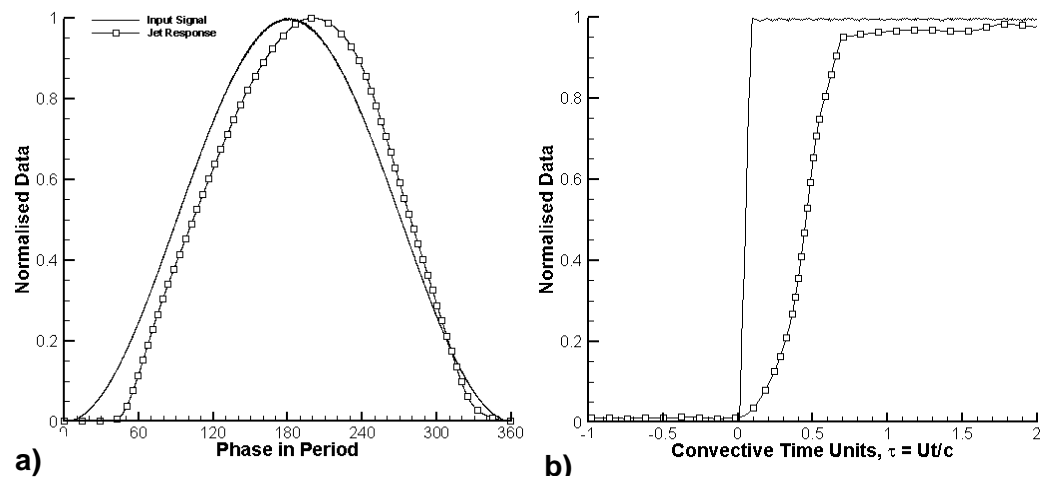 1
0.8
0.6
0.4
0.2
0
Normalised Data
Input Signal
Jet Response
0 60 120 180 240 300 360
Phase in Period
a)
1
0.8
0.6
0.4
0.2
0
Normalised Data
-1 -0.5 0 0.5 1 1.5 2
Convective Time Units, τ = Ut/c
b)